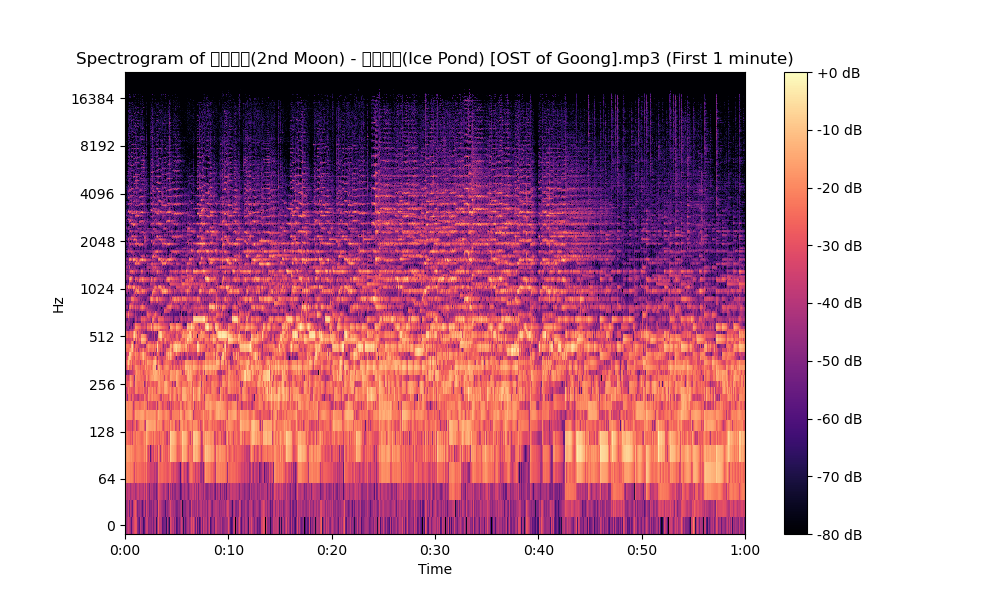 Spectrogram of □□□□(2nd Moon) - □□□□(Ice Pond) [OST of Goong].mp3 (First 1 minute)
16384
8192
4096
2048
1024
512
256
128
64
0
Hz
0:00 0:10 0:20 0:30 0:40 0:50 1:00
Time
+0 dB
-10 dB
-20 dB
-30 dB
-40 dB
-50 dB
-60 dB
-70 dB
-80 dB